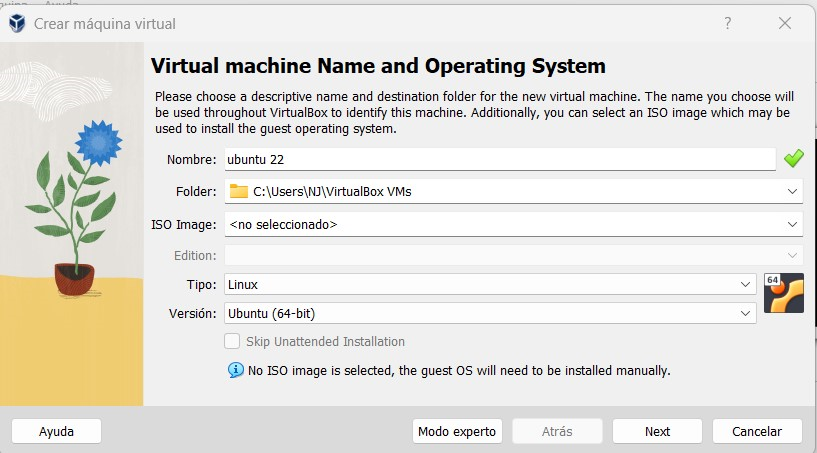 Crear máquina virtual
Virtual machine Name and Operating System
Please choose a descriptive name and destination folder for the new virtual machine. The name you choose will
be used throughout VirtualBox to identify this machine. Additionally, you can select an ISO image which may be
used to install the guest operating system.
Nombre: ubuntu 22
Folder: C:\Users\NJ\VirtualBox VMs
ISO Image: <no seleccionado>
Edition:
Tipo: Linux
64
Versión: Ubuntu (64-bit)
Skip Unattended Installation
No ISO image is selected, the guest OS will need to be installed manually.
Ayuda Modo experto Atrás Next Cancelar